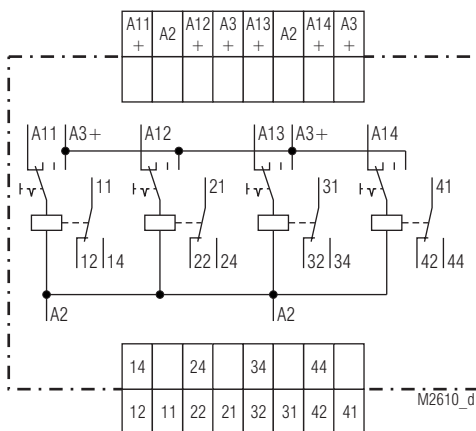 A11 A2 A12 A3 A13 A2 A14 A3
+ + + + + +
A11 A3+ A12 A13 A3+ A14
11 21 31 41
12 14 22 24 32 34 42 44
A2 A2
14 24 34 44
12 11 22 21 32 31 42 41
M2610_d